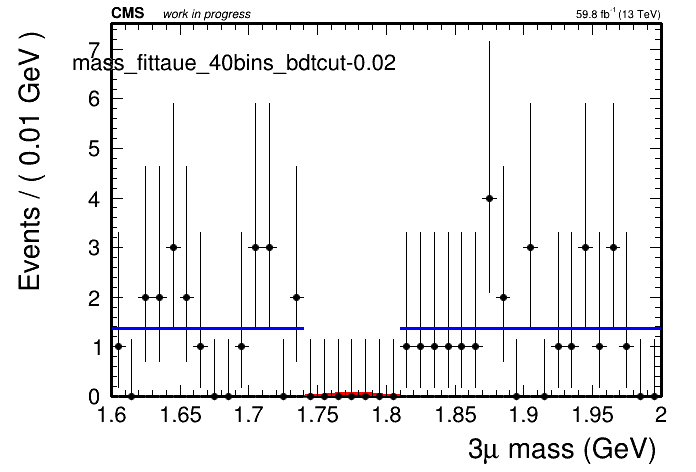 CMS work in progress 59.8 fb⁻¹ (13 TeV)
mass_fittaue_40bins_bdtcut-0.02
Events / ( 0.01 GeV )
7
6
5
4
3
2
1
0
1.6 1.65 1.7 1.75 1.8 1.85 1.9 1.95 2
3μ mass (GeV)